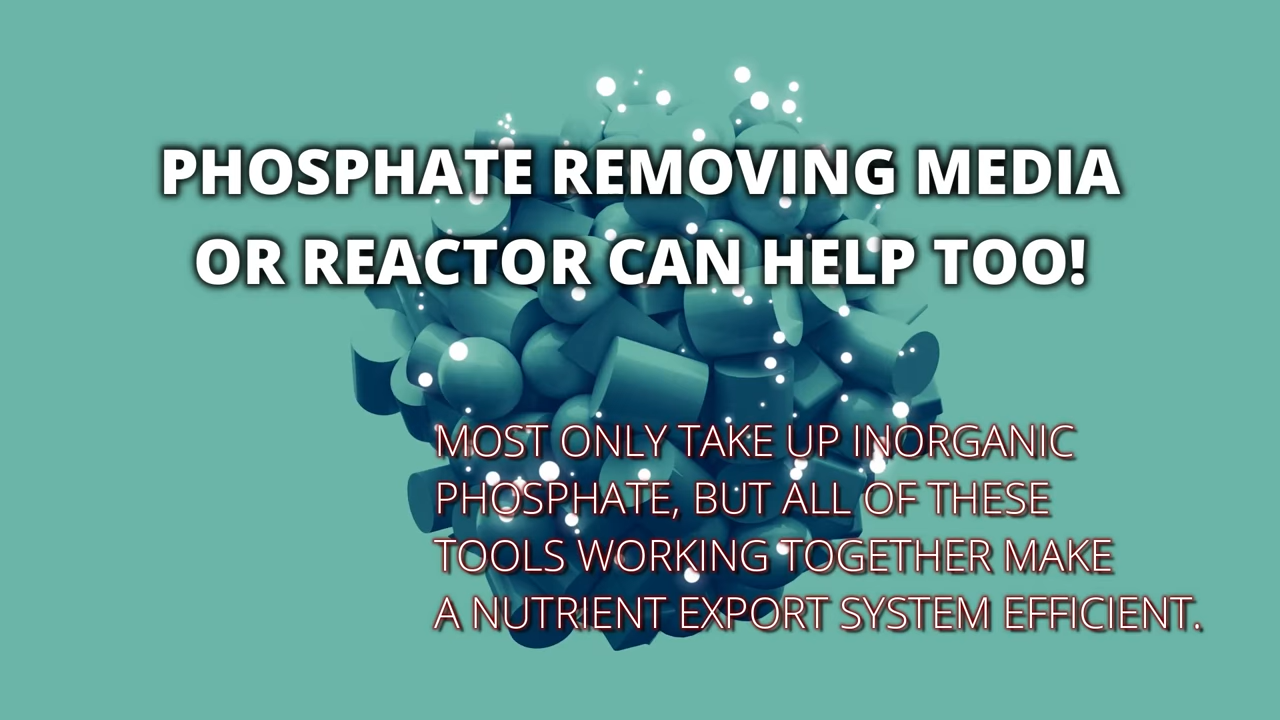 PHOSPHATE REMOVING MEDIA
OR REACTOR CAN HELP TOO!
MOST ONLY TAKE UP INORGANIC
PHOSPHATE, BUT ALL OF THESE
TOOLS WORKING TOGETHER MAKE
A NUTRIENT EXPORT SYSTEM EFFICIENT.